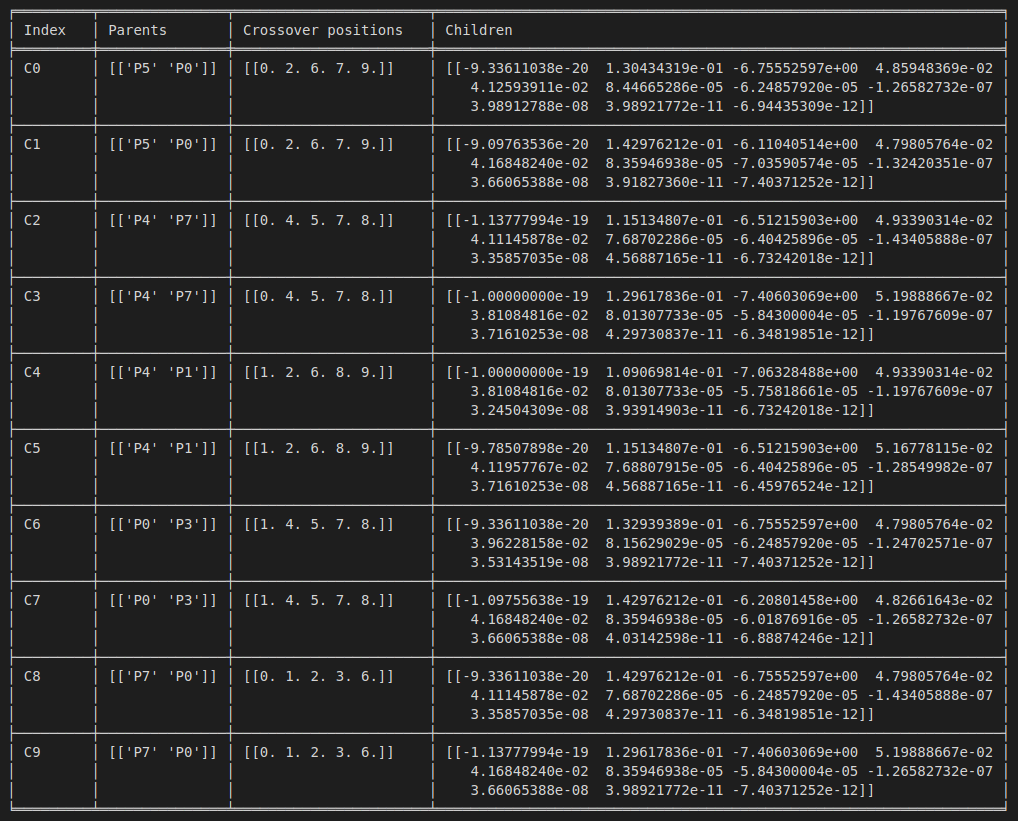 Index Parents Crossover positions Children
C0 [['P5' 'P0']] [[0. 2. 6. 7. 9.]] [[-9.33611038e-20 1.30434319e-01 -6.75552597e+00 4.85948369e-02
4.12593911e-02 8.44665286e-05 -6.24857920e-05 -1.26582732e-07
3.98912788e-08 3.98921772e-11 -6.94435309e-12]]
C1 [['P5' 'P0']] [[0. 2. 6. 7. 9.]] [[-9.09763536e-20 1.42976212e-01 -6.11040514e+00 4.79805764e-02
4.16848240e-02 8.35946938e-05 -7.03590574e-05 -1.32420351e-07
3.66065388e-08 3.91827360e-11 -7.40371252e-12]]
C2 [['P4' 'P7']] [[0. 4. 5. 7. 8.]] [[-1.13777994e-19 1.15134807e-01 -6.51215903e+00 4.93390314e-02
4.11145878e-02 7.68702286e-05 -6.40425896e-05 -1.43405888e-07
3.35857035e-08 4.56887165e-11 -6.73242018e-12]]
C3 [['P4' 'P7']] [[0. 4. 5. 7. 8.]] [[-1.00000000e-19 1.29617836e-01 -7.40603069e+00 5.19888667e-02
3.81084816e-02 8.01307733e-05 -5.84300004e-05 -1.19767609e-07
3.71610253e-08 4.29730837e-11 -6.34819851e-12]]
C4 [['P4' 'P1']] [[1. 2. 6. 8. 9.]] [[-1.00000000e-19 1.09069814e-01 -7.06328488e+00 4.93390314e-02
3.81084816e-02 8.01307733e-05 -5.75818661e-05 -1.19767609e-07
3.24504309e-08 3.93914903e-11 -6.73242018e-12]]
C5 [['P4' 'P1']] [[1. 2. 6. 8. 9.]] [[-9.78507898e-20 1.15134807e-01 -6.51215903e+00 5.16778115e-02
4.11957767e-02 7.68807915e-05 -6.40425896e-05 -1.28549982e-07
3.71610253e-08 4.56887165e-11 -6.45976524e-12]]
C6 [['P0' 'P3']] [[1. 4. 5. 7. 8.]] [[-9.33611038e-20 1.32939389e-01 -6.75552597e+00 4.79805764e-02
3.96228158e-02 8.15629029e-05 -6.24857920e-05 -1.24702571e-07
3.53143519e-08 3.98921772e-11 -7.40371252e-12]]
C7 [['P0' 'P3']] [[1. 4. 5. 7. 8.]] [[-1.09755638e-19 1.42976212e-01 -6.20801458e+00 4.82661643e-02
4.16848240e-02 8.35946938e-05 -6.01876916e-05 -1.26582732e-07
3.66065388e-08 4.03142598e-11 -6.88874246e-12]]
C8 [['P7' 'P0']] [[0. 1. 2. 3. 6.]] [[-9.33611038e-20 1.42976212e-01 -6.75552597e+00 4.79805764e-02
4.11145878e-02 7.68702286e-05 -6.24857920e-05 -1.43405888e-07
3.35857035e-08 4.29730837e-11 -6.34819851e-12]]
C9 [['P7' 'P0']] [[0. 1. 2. 3. 6.]] [[-1.13777994e-19 1.29617836e-01 -7.40603069e+00 5.19888667e-02
4.16848240e-02 8.35946938e-05 -5.84300004e-05 -1.26582732e-07
3.66065388e-08 3.98921772e-11 -7.40371252e-12]]